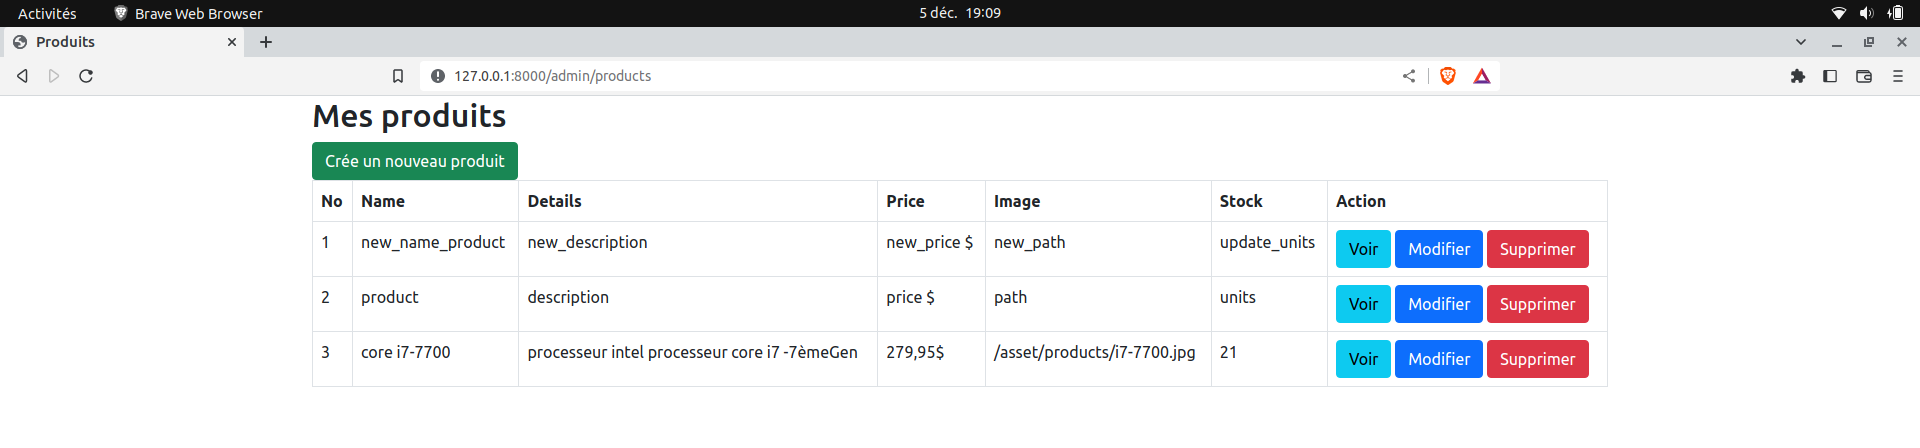 Activités Brave Web Browser 5 déc. 19:09
Produits
127.0.0.1:8000/admin/products
Mes produits
Crée un nouveau produit
No Name Details Price Image Stock Action
1 new_name_product new_description new_price $ new_path update_units Voir Modifier Supprimer
2 product description price $ path units Voir Modifier Supprimer
3 core i7-7700 processeur intel processeur core i7 -7èmeGen 279,95$ /asset/products/i7-7700.jpg 21 Voir Modifier Supprimer